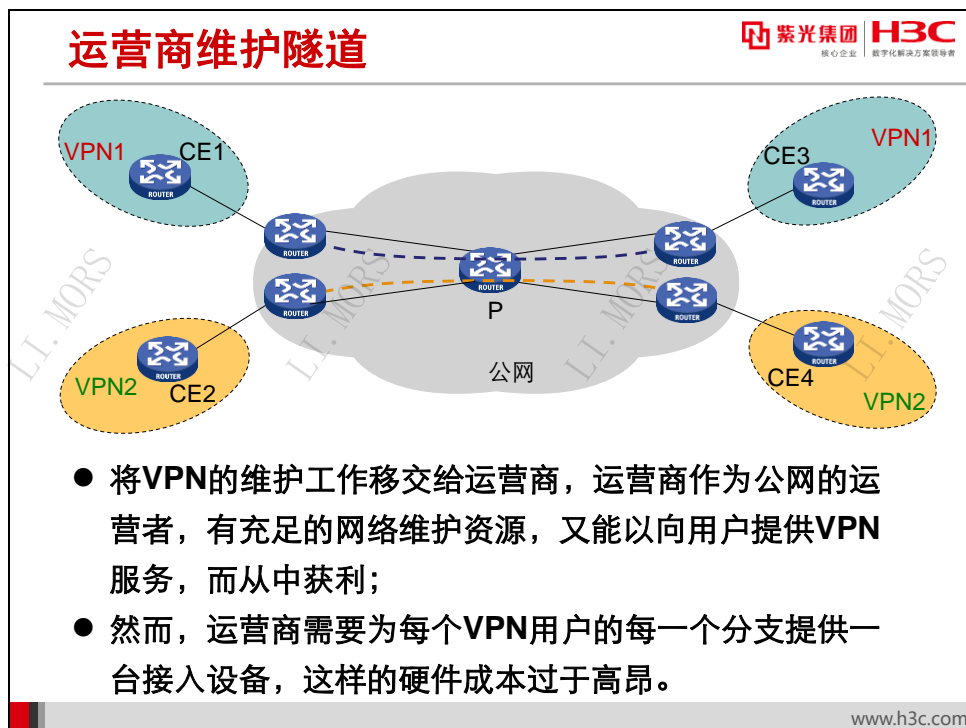 运营商维护隧道
紫光集团 H3C
核心企业 数字化解决方案领导者
VPN1 CE1
ROUTER
CE3 VPN1
ROUTER
ROUTER
ROUTER
ROUTER
P
ROUTER
ROUTER
公网
VPN2 CE2
ROUTER
CE4 VPN2
ROUTER
LI. MORS
LI. MORS
LI. MORS
LI. MORS
● 将VPN的维护工作移交给运营商，运营商作为公网的运
营者，有充足的网络维护资源，又能以向用户提供VPN
服务，而从中获利；
● 然而，运营商需要为每个VPN用户的每一个分支提供一
台接入设备，这样的硬件成本过于高昂。
www.h3c.com